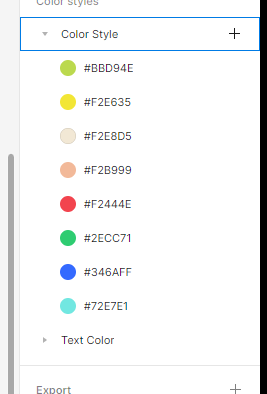 Color styles
Color Style
#BBD94E
#F2E635
#F2E8D5
#F2B999
#F2444E
#2ECC71
#346AFF
#72E7E1
Text Color
Export